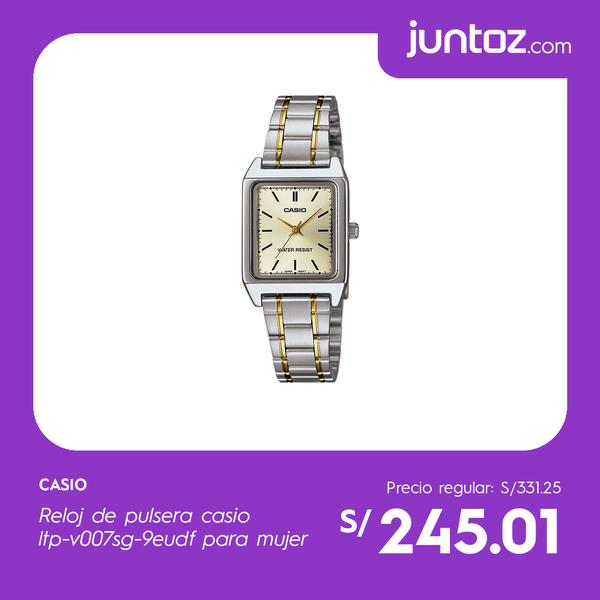 juntoz.com
CASIO
WATER RESIST
CASIO
Reloj de pulsera casio
ltp-v007sg-9eudf para mujer
Precio regular: S/331.25
S/245.01